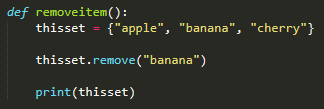 def removeitem():
    thisset = {"apple", "banana", "cherry"}
    thisset.remove("banana")
    print(thisset)